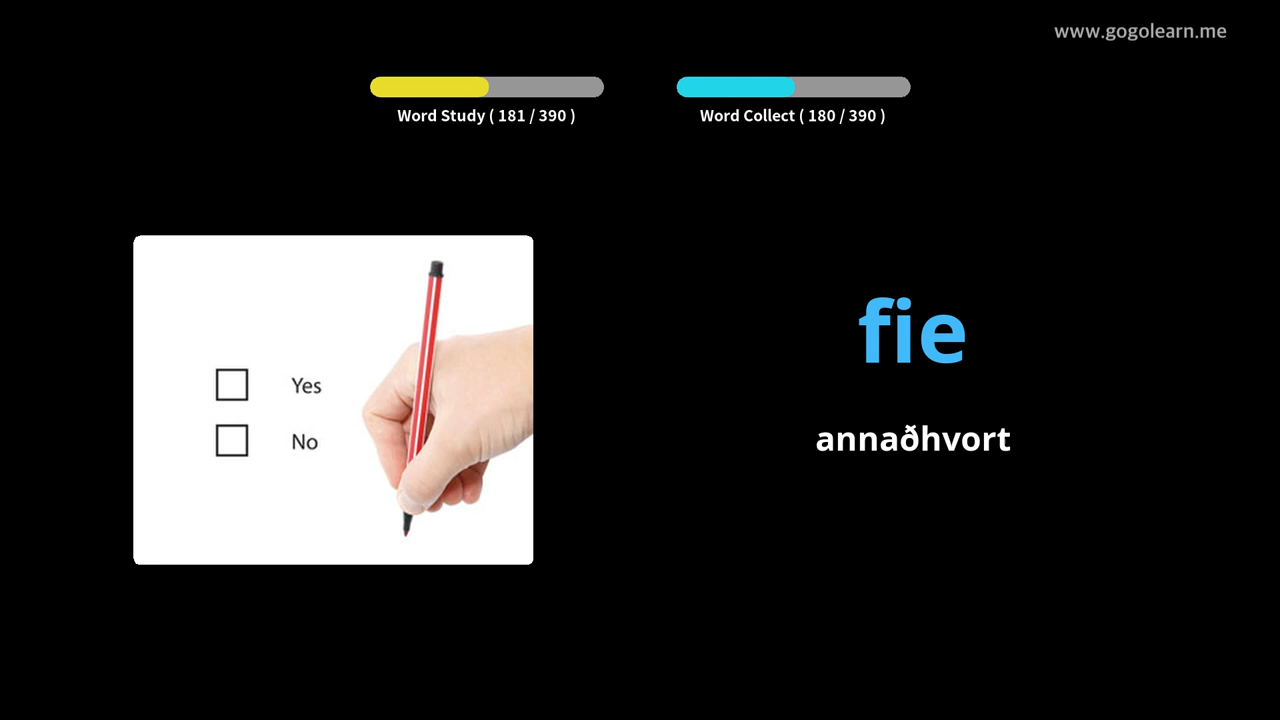 www.gogolearn.me
Word Study ( 181 / 390 )
Word Collect ( 180 / 390 )
Yes
No
fie
annaðhvort